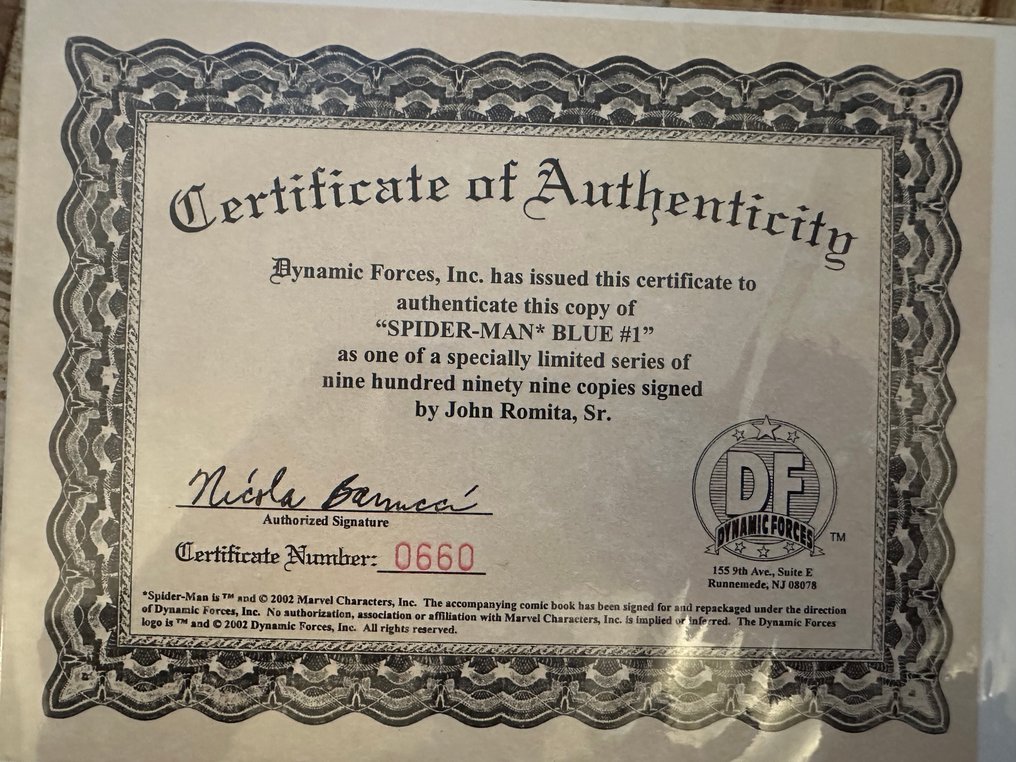 Certificate of Authenticity
Dynamic Forces, Inc. has issued this certificate to
authenticate this copy of
“SPIDER-MAN* BLUE #1”
as one of a specially limited series of
nine hundred ninety nine copies signed
by John Romita, Sr.
Nicola Barrucci
Authorized Signature
Certificate Number: 0660
DF
DYNAMIC FORCES
TM
155 9th Ave., Suite E
Runnemede, NJ 08078
*Spider-Man is ™ and © 2002 Marvel Characters, Inc. The accompanying comic book has been signed for and repackaged under the direction
of Dynamic Forces, Inc. No authorization, association or affiliation with Marvel Characters, Inc. is implied or inferred. The Dynamic Forces
logo is ™ and © 2002 Dynamic Forces, Inc. All rights reserved.